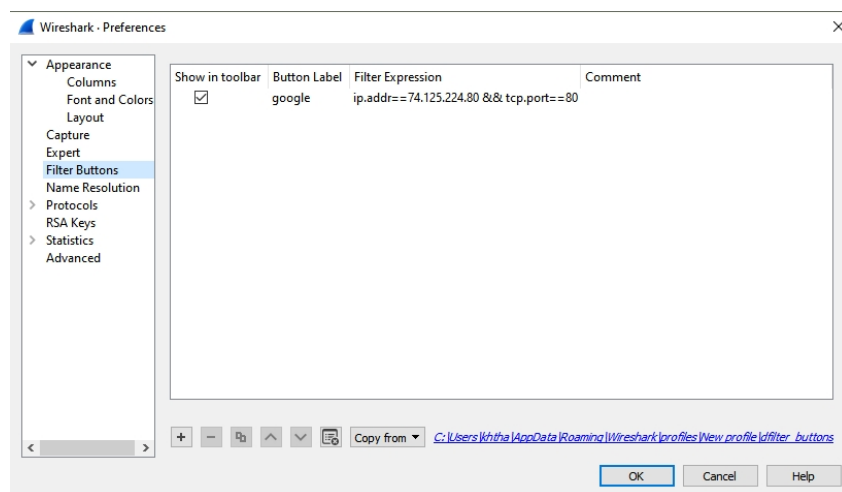 Wireshark · Preferences
Appearance
Columns
Font and Colors
Layout
Capture
Expert
Filter Buttons
Name Resolution
Protocols
RSA Keys
Statistics
Advanced
Show in toolbar Button Label Filter Expression Comment
google ip.addr==74.125.224.80 && tcp.port==80
Copy from C:\Users\khtha\AppData\Roaming\Wireshark\profiles\New profile\dfilter_buttons
OK Cancel Help